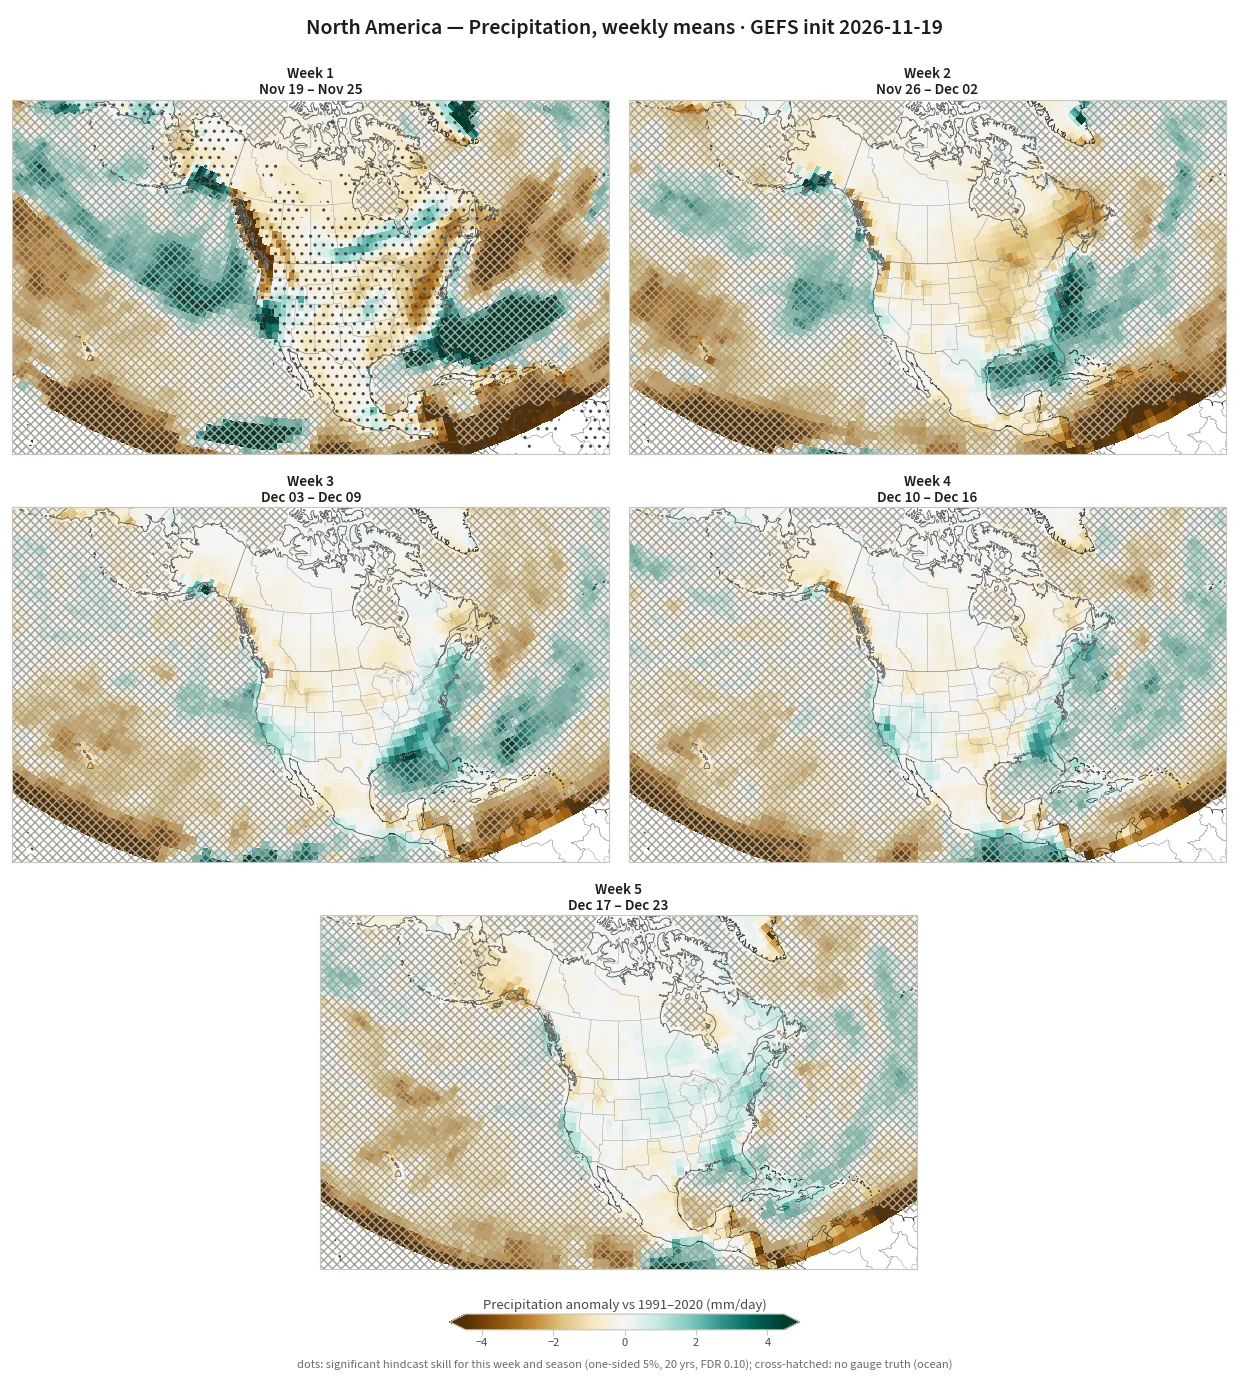 North America — Precipitation, weekly means · GEFS init 2026-11-19
Week 1
Nov 19 – Nov 25
Week 2
Nov 26 – Dec 02
Week 3
Dec 03 – Dec 09
Week 4
Dec 10 – Dec 16
Week 5
Dec 17 – Dec 23
Precipitation anomaly vs 1991–2020 (mm/day)
−4 −2 0 2 4
dots: significant hindcast skill for this week and season (one-sided 5%, 20 yrs, FDR 0.10); cross-hatched: no gauge truth (ocean)